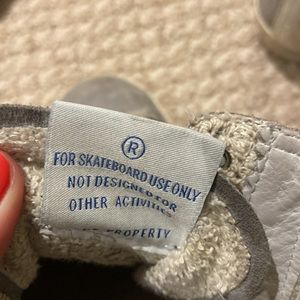 ®
FOR SKATEBOARD USE ONLY
NOT DESIGNED FOR
OTHER ACTIVITIES
PROPERTY